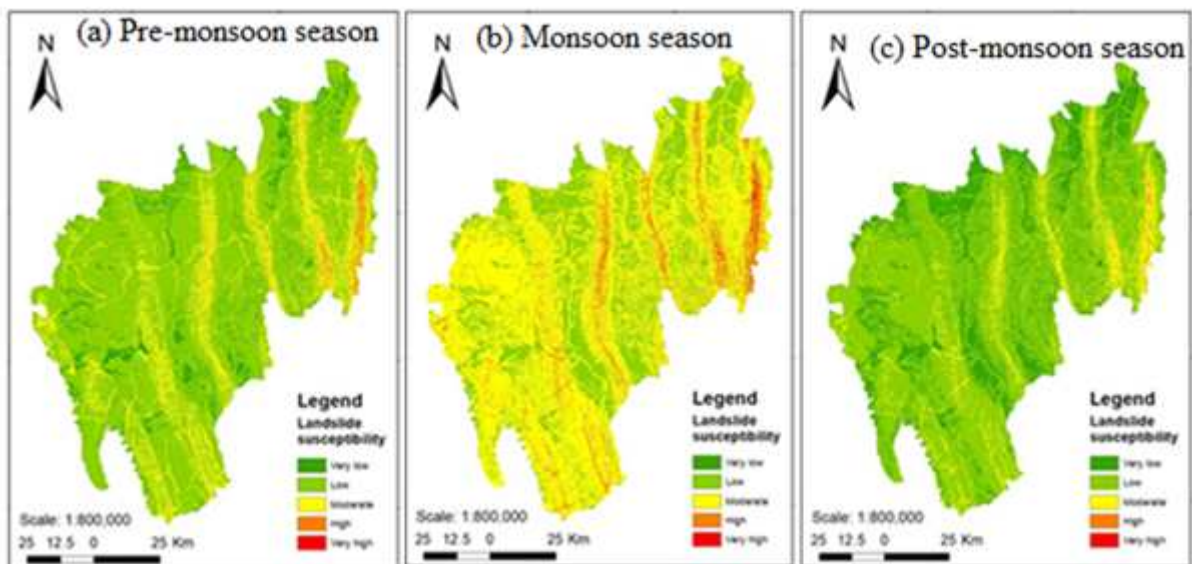 (a) Pre-monsoon season
N
Legend
Landslide
susceptibility
Very low
Low
Moderate
High
Very high
Scale: 1:800,000
25 12.5 0 25 Km
(b) Monsoon season
N
Legend
Landslide
susceptibility
Very low
Low
Moderate
High
Very high
Scale: 1:800,000
25 12.5 0 25 Km
(c) Post-monsoon season
N
Legend
Landslide
susceptibility
Very low
Low
Moderate
High
Very high
Scale: 1:800,000
25 12.5 0 25 Km